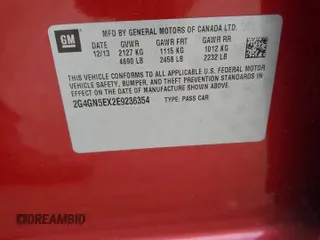 GM
MFD BY GENERAL MOTORS OF CANADA LTD.
DATE GVWR GAWR FRT GAWR RR
12/13 2127 KG 1115 KG 1012 KG
4690 LB 2458 LB 2232 LB
THIS VEHICLE CONFORMS TO ALL APPLICABLE U.S. FEDERAL MOTOR
VEHICLE SAFETY, BUMPER, AND THEFT PREVENTION STANDARDS
IN EFFECT ON THE DATE OF MANUFACTURE SHOWN ABOVE.
2G4GN5EX2E9236354 TYPE: PASS CAR
DREAMBID